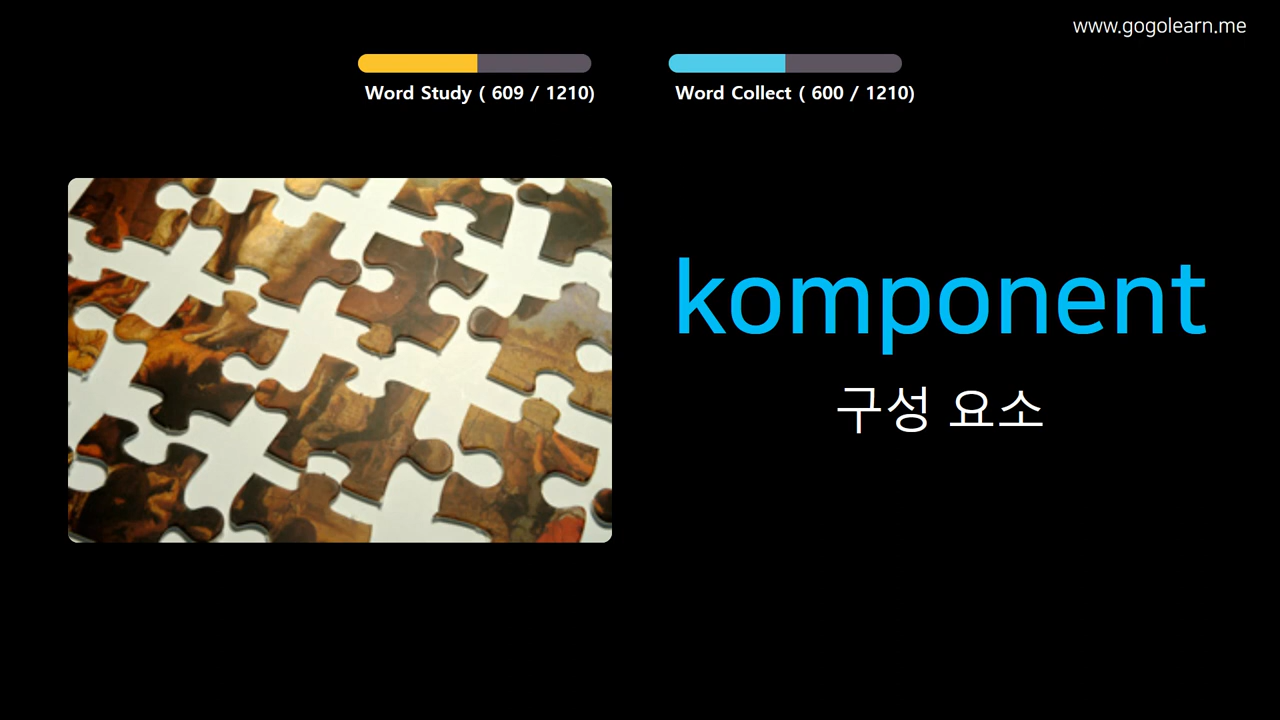 www.gogolearn.me
Word Study ( 609 / 1210)
Word Collect ( 600 / 1210)
komponent
구성 요소